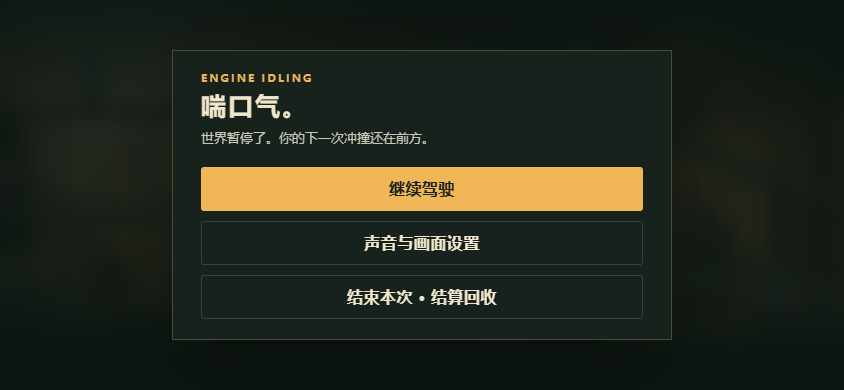 ENGINE IDLING
喘口气。
世界暂停了。你的下一次冲撞还在前方。
继续驾驶
声音与画面设置
结束本次 • 结算回收